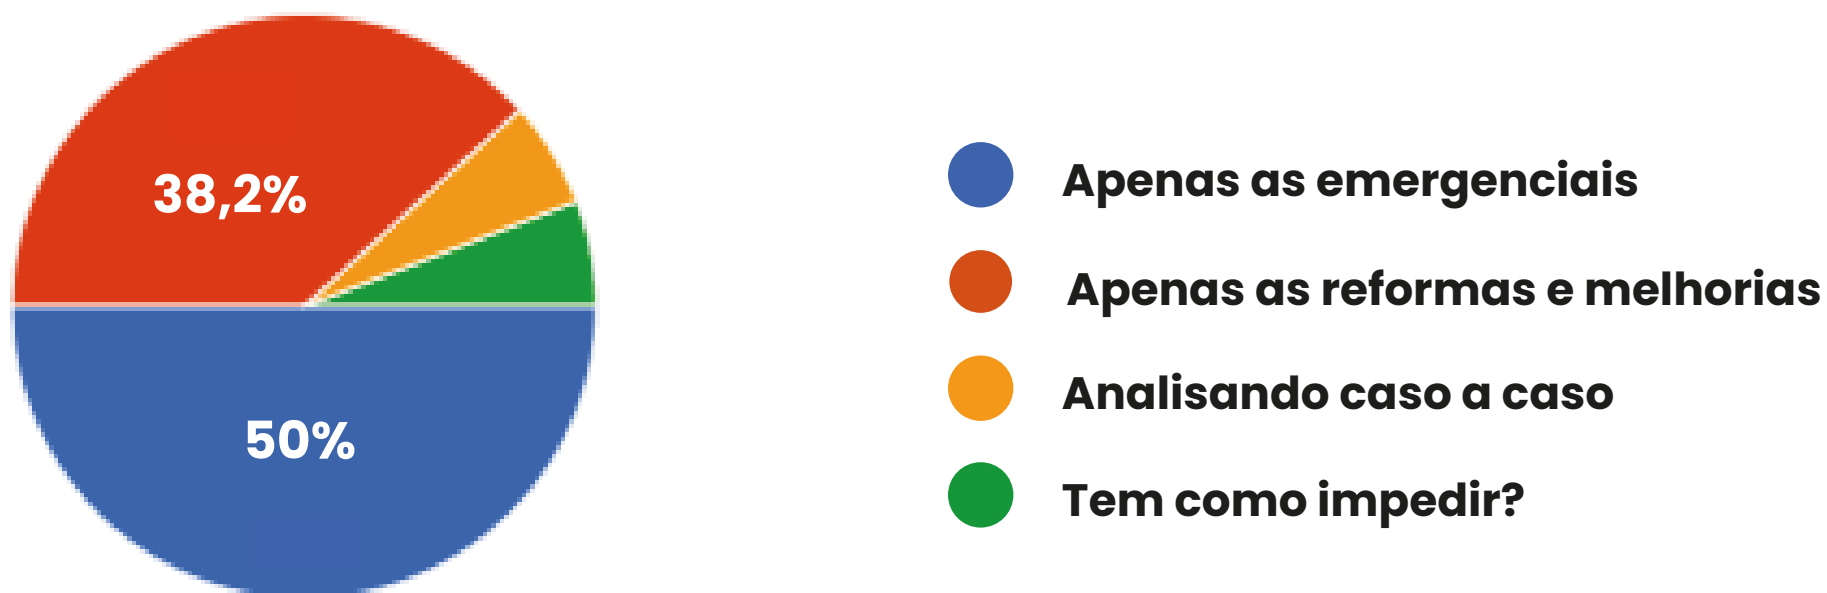 38,2%
50%
Apenas as emergenciais
Apenas as reformas e melhorias
Analisando caso a caso
Tem como impedir?